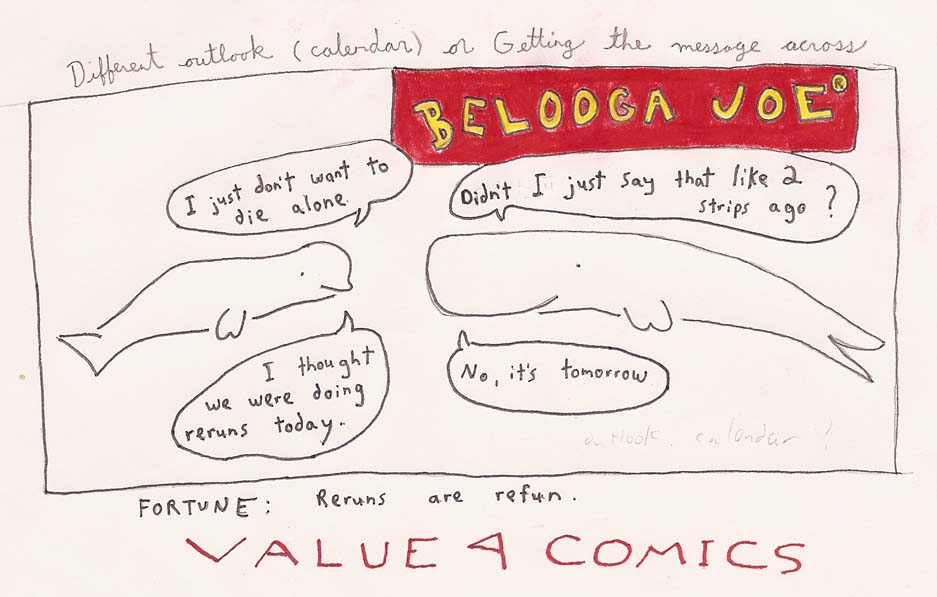 Different outlook (calendar) or Getting the message across
BELOOGA JOE®
I just don't want to
die alone.
Didn't I just say that like 2
strips ago?
I thought
we were doing
reruns today.
No, it's tomorrow
outlook calendar?
FORTUNE: Reruns are refun.
VALUE 4 COMICS